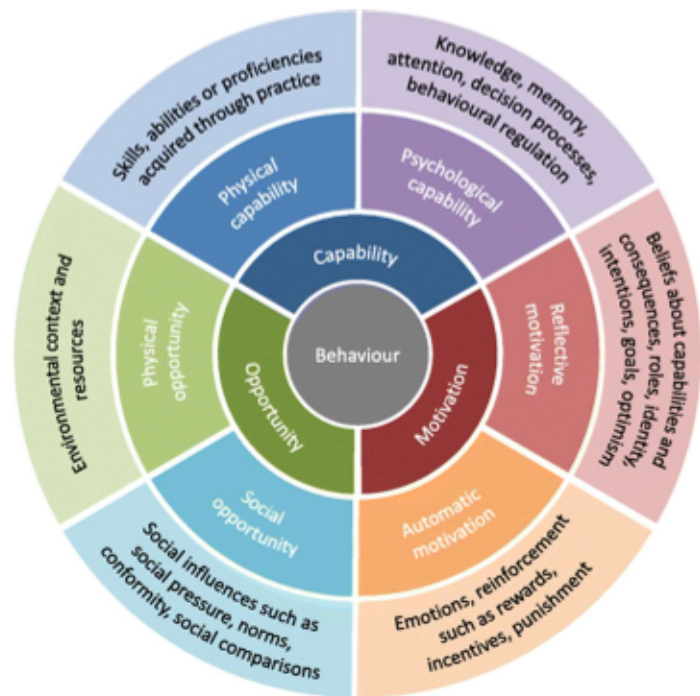 Skills, abilities or proficiencies
acquired through practice
Knowledge, memory,
attention, decision processes,
behavioural regulation
Physical
capability
Psychological
capability
Capability
Environmental context and
resources
Physical
opportunity
Opportunity
Behaviour
Motivation
Reflective
motivation
Beliefs about capabilities and
consequences, roles, identity,
intentions, goals, optimism
Social
opportunity
Automatic
motivation
Social influences such as
social pressure, norms,
conformity, social comparisons
Emotions, reinforcement
such as rewards,
incentives, punishment